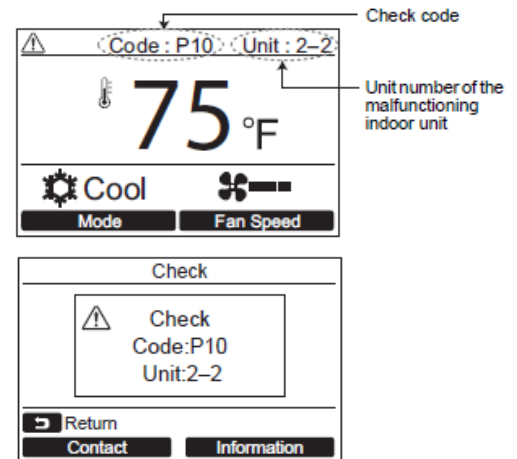 Check code
Code : P10 Unit : 2–2
Unit number of the
malfunctioning
indoor unit
75 °F
Cool
Mode Fan Speed
Check
Check
Code:P10
Unit:2–2
Return
Contact Information